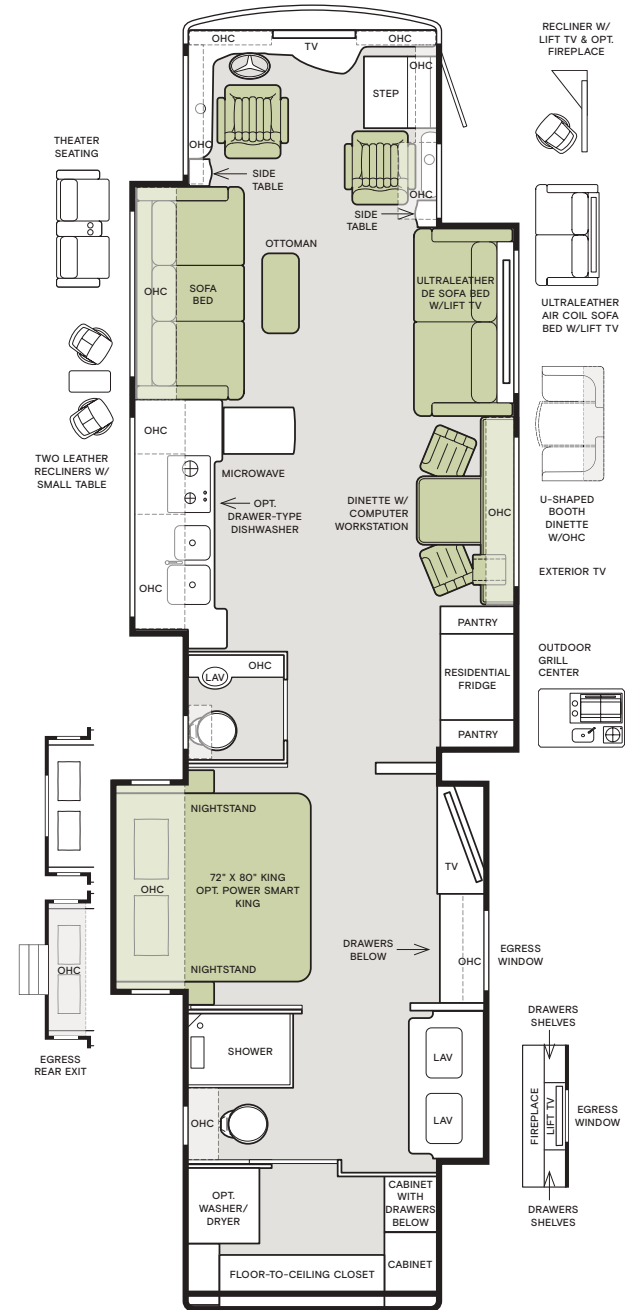 OHC
OHC
TV
OHC
STEP
OHC
OHC
SIDE
TABLE
SIDE
TABLE
RECLINER W/
LIFT TV & OPT.
FIREPLACE
THEATER
SEATING
OTTOMAN
OHC
SOFA
BED
ULTRALEATHER
DE SOFA BED
W/LIFT TV
ULTRALEATHER
AIR COIL SOFA
BED W/LIFT TV
TWO LEATHER
RECLINERS W/
SMALL TABLE
OHC
MICROWAVE
OPT.
DRAWER-TYPE
DISHWASHER
DINETTE W/
COMPUTER
WORKSTATION
OHC
U-SHAPED
BOOTH
DINETTE
W/OHC
EXTERIOR TV
OHC
PANTRY
RESIDENTIAL
FRIDGE
PANTRY
OUTDOOR
GRILL
CENTER
LAV
OHC
NIGHTSTAND
OHC
72" X 80" KING
OPT. POWER SMART
KING
NIGHTSTAND
TV
DRAWERS
BELOW
OHC
EGRESS
WINDOW
OHC
EGRESS
REAR EXIT
SHOWER
LAV
LAV
OHC
DRAWERS
SHELVES
FIREPLACE
LIFT TV
EGRESS
WINDOW
DRAWERS
SHELVES
OPT.
WASHER/
DRYER
CABINET
WITH
DRAWERS
BELOW
FLOOR-TO-CEILING CLOSET
CABINET